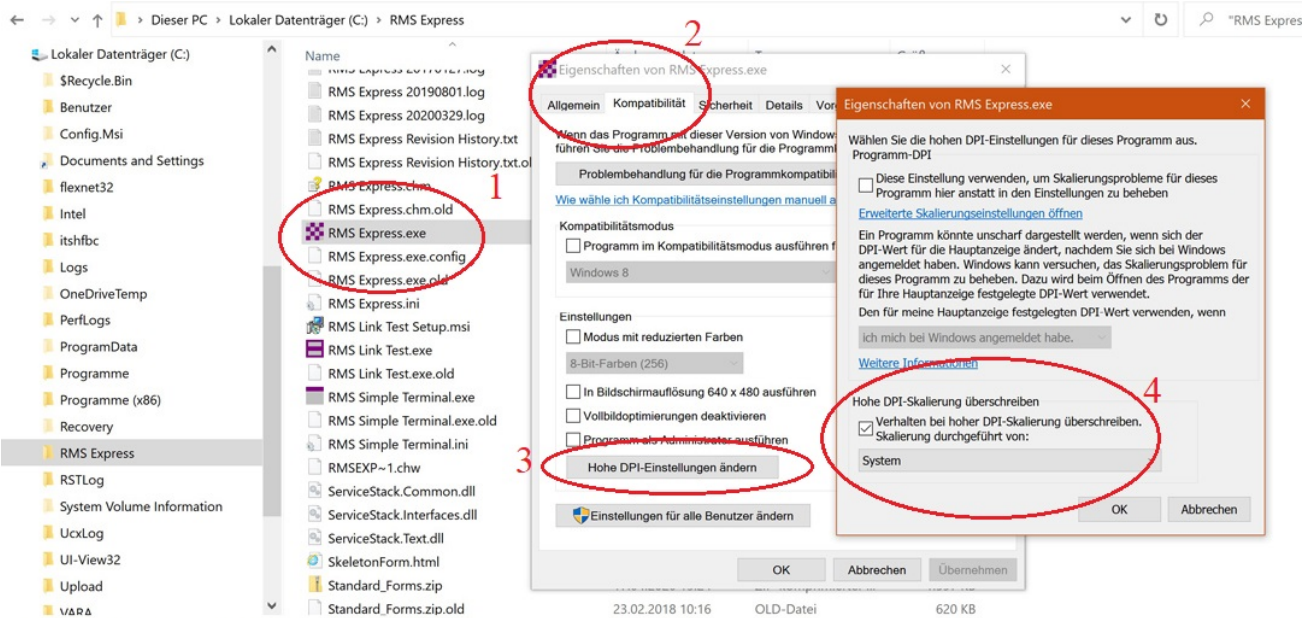 Dieser PC › Lokaler Datenträger (C:) › RMS Express
"RMS Expres
Lokaler Datenträger (C:)
$Recycle.Bin
Benutzer
Config.Msi
Documents and Settings
flexnet32
Intel
itshfbc
Logs
OneDriveTemp
PerfLogs
ProgramData
Programme
Programme (x86)
Recovery
RMS Express
RSTLog
System Volume Information
UcxLog
UI-View32
Upload
VARA
Name
RMS Express 20170127.log
RMS Express 20190801.log
RMS Express 20200329.log
RMS Express Revision History.txt
RMS Express Revision History.txt.ol
RMS Express.chm
RMS Express.chm.old
RMS Express.exe
RMS Express.exe.config
RMS Express.exe.old
RMS Express.ini
RMS Link Test Setup.msi
RMS Link Test.exe
RMS Link Test.exe.old
RMS Simple Terminal.exe
RMS Simple Terminal.exe.old
RMS Simple Terminal.ini
RMSEXP~1.chw
ServiceStack.Common.dll
ServiceStack.Interfaces.dll
ServiceStack.Text.dll
SkeletonForm.html
Standard_Forms.zip
Standard_Forms.zip.old
23.02.2018 10:16 OLD-Datei 620 KB
1
2
Eigenschaften von RMS Express.exe
Allgemein Kompatibilität Sicherheit Details Vor
Wenn das Programm mit dieser Version von Window
führen Sie die Problembehandlung für die Programm
Problembehandlung für die Programmkompatibili
Wie wähle ich Kompatibilitätseinstellungen manuell a
Kompatibilitätsmodus
Programm im Kompatibilitätsmodus ausführen f
Windows 8
Einstellungen
Modus mit reduzierten Farben
8-Bit-Farben (256)
In Bildschirmauflösung 640 x 480 ausführen
Vollbildoptimierungen deaktivieren
Programm als Administrator ausführen
3
Hohe DPI-Einstellungen ändern
Einstellungen für alle Benutzer ändern
OK Abbrechen Übernehmen
Eigenschaften von RMS Express.exe
Wählen Sie die hohen DPI-Einstellungen für dieses Programm aus.
Programm-DPI
Diese Einstellung verwenden, um Skalierungsprobleme für dieses
Programm hier anstatt in den Einstellungen zu beheben
Erweiterte Skalierungseinstellungen öffnen
Ein Programm könnte unscharf dargestellt werden, wenn sich der
DPI-Wert für die Hauptanzeige ändert, nachdem Sie sich bei Windows
angemeldet haben. Windows kann versuchen, das Skalierungsproblem für
dieses Programm zu beheben. Dazu wird beim Öffnen des Programms der
für Ihre Hauptanzeige festgelegte DPI-Wert verwendet.
Den für meine Hauptanzeige festgelegten DPI-Wert verwenden, wenn
ich mich bei Windows angemeldet habe.
Weitere Informationen
4
Hohe DPI-Skalierung überschreiben
Verhalten bei hoher DPI-Skalierung überschreiben.
Skalierung durchgeführt von:
System
OK Abbrechen